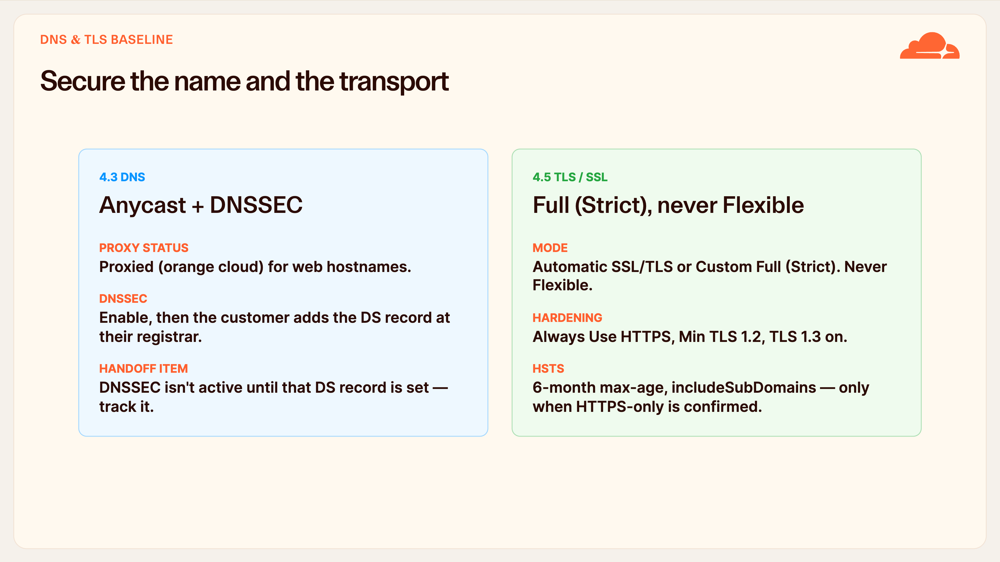 DNS & TLS BASELINE
Secure the name and the transport
4.3 DNS
Anycast + DNSSEC
PROXY STATUS
Proxied (orange cloud) for web hostnames.
DNSSEC
Enable, then the customer adds the DS record at
their registrar.
HANDOFF ITEM
DNSSEC isn't active until that DS record is set —
track it.
4.5 TLS / SSL
Full (Strict), never Flexible
MODE
Automatic SSL/TLS or Custom Full (Strict). Never
Flexible.
HARDENING
Always Use HTTPS, Min TLS 1.2, TLS 1.3 on.
HSTS
6-month max-age, includeSubDomains — only
when HTTPS-only is confirmed.